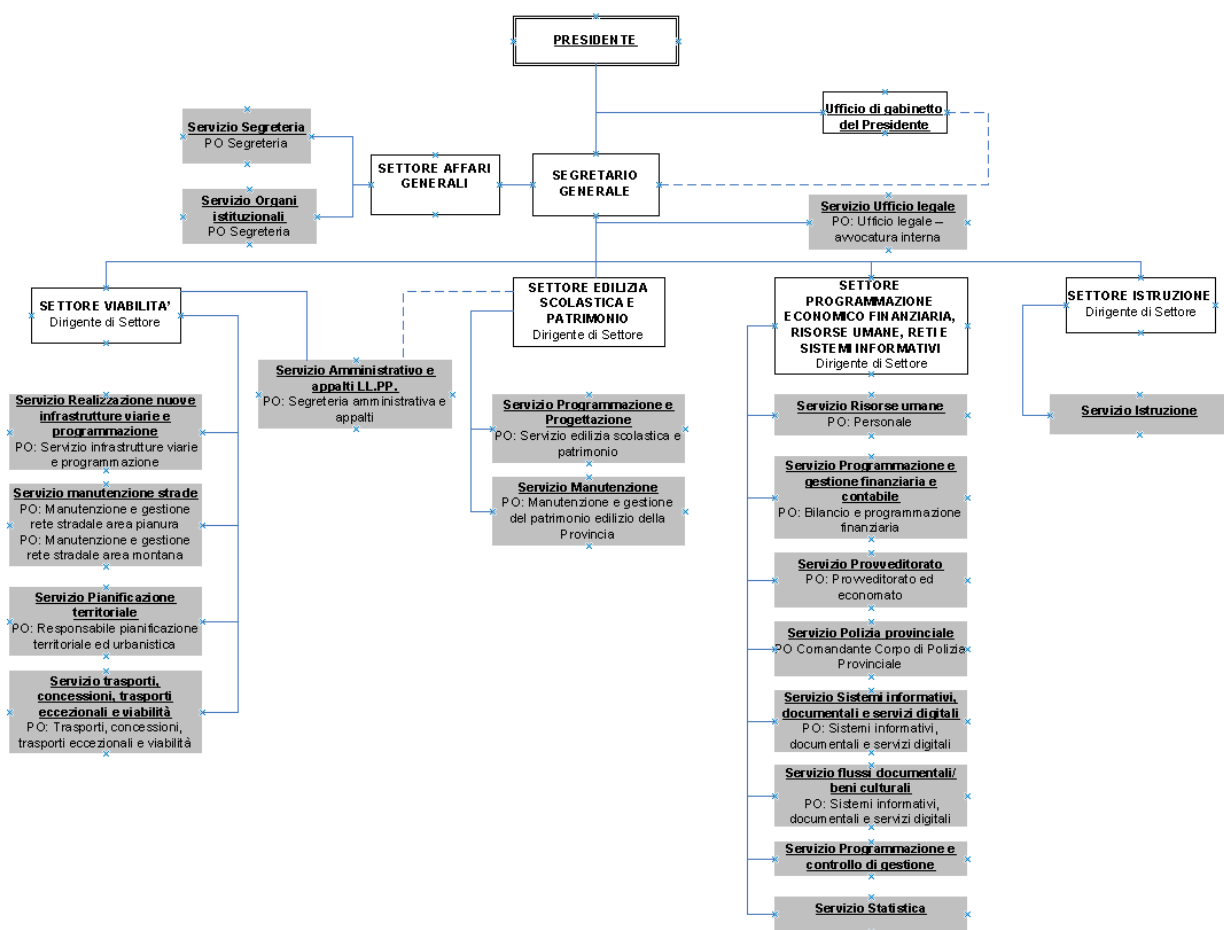 PRESIDENTE
Ufficio di gabinetto
del Presidente
Servizio Segreteria
PO Segreteria
SETTORE AFFARI
GENERALI
SEGRETARIO
GENERALE
Servizio Organi
istituzionali
PO Segreteria
Servizio Ufficio legale
PO: Ufficio legale –
avvocatura interna
SETTORE VIABILITA’
Dirigente di Settore
SETTORE EDILIZIA
SCOLASTICA E
PATRIMONIO
Dirigente di Settore
SETTORE
PROGRAMMAZIONE
ECONOMICO FINANZIARIA,
RISORSE UMANE, RETI E
SISTEMI INFORMATIVI
Dirigente di Settore
SETTORE ISTRUZIONE
Dirigente di Settore
Servizio Amministrativo e
appalti LL.PP.
PO: Segreteria amministrativa e
appalti
Servizio Realizzazione nuove
infrastrutture viarie e
programmazione
PO: Servizio infrastrutture viarie
e programmazione
Servizio manutenzione strade
PO: Manutenzione e gestione
rete stradale area pianura
PO: Manutenzione e gestione
rete stradale area montana
Servizio Pianificazione
territoriale
PO: Responsabile pianificazione
territoriale ed urbanistica
Servizio trasporti,
concessioni, trasporti
eccezionali e viabilità
PO: Trasporti, concessioni,
trasporti eccezionali e viabilità
Servizio Programmazione e
Progettazione
PO: Servizio edilizia scolastica e
patrimonio
Servizio Manutenzione
PO: Manutenzione e gestione
del patrimonio edilizio della
Provincia
Servizio Risorse umane
PO: Personale
Servizio Programmazione e
gestione finanziaria e
contabile
PO: Bilancio e programmazione
finanziaria
Servizio Provveditorato
PO: Provveditorato ed
economato
Servizio Polizia provinciale
PO Comandante Corpo di Polizia
Provinciale
Servizio Sistemi informativi,
documentali e servizi digitali
PO: Sistemi informativi,
documentali e servizi digitali
Servizio flussi documentali/
beni culturali
PO: Sistemi informativi,
documentali e servizi digitali
Servizio Programmazione e
controllo di gestione
Servizio Statistica
Servizio Istruzione